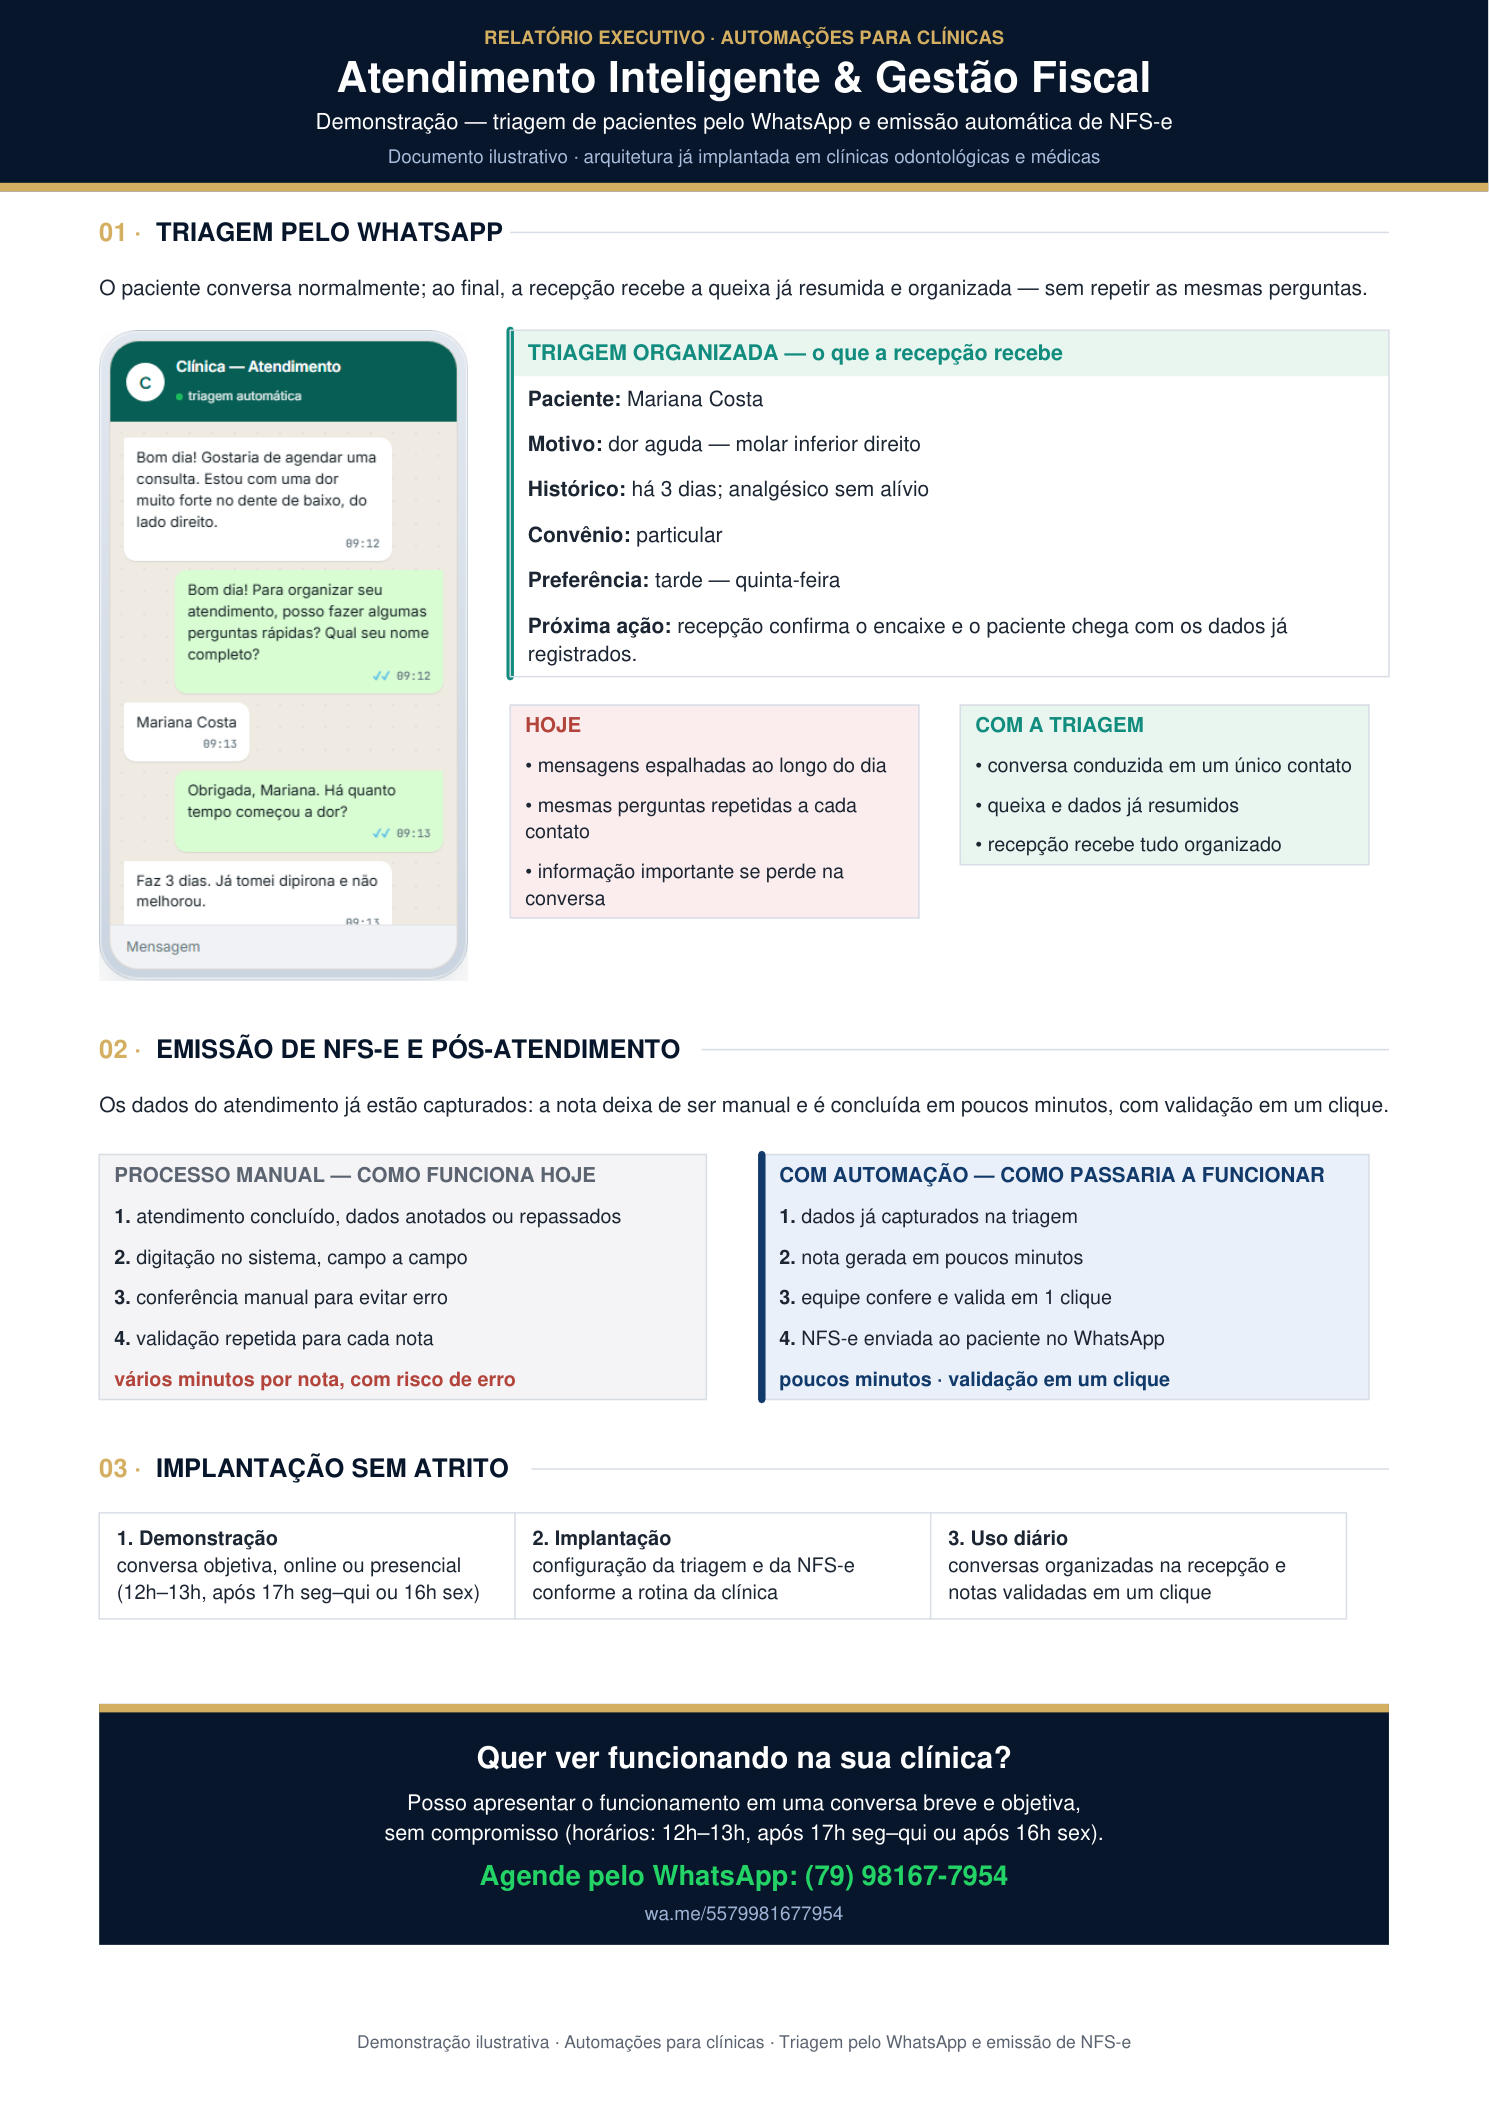 RELATÓRIO EXECUTIVO · AUTOMAÇÕES PARA CLÍNICAS
Atendimento Inteligente & Gestão Fiscal
Demonstração — triagem de pacientes pelo WhatsApp e emissão automática de NFS-e
Documento ilustrativo · arquitetura já implantada em clínicas odontológicas e médicas
01 · TRIAGEM PELO WHATSAPP
O paciente conversa normalmente; ao final, a recepção recebe a queixa já resumida e organizada — sem repetir as mesmas perguntas.
C
Clínica — Atendimento
triagem automática
Bom dia! Gostaria de agendar uma
consulta. Estou com uma dor
muito forte no dente de baixo, do
lado direito.
09:12
Bom dia! Para organizar seu
atendimento, posso fazer algumas
perguntas rápidas? Qual seu nome
completo?
✓✓ 09:12
Mariana Costa
09:13
Obrigada, Mariana. Há quanto
tempo começou a dor?
✓✓ 09:13
Faz 3 dias. Já tomei dipirona e não
melhorou.
09:13
Mensagem
TRIAGEM ORGANIZADA — o que a recepção recebe
Paciente: Mariana Costa
Motivo: dor aguda — molar inferior direito
Histórico: há 3 dias; analgésico sem alívio
Convênio: particular
Preferência: tarde — quinta-feira
Próxima ação: recepção confirma o encaixe e o paciente chega com os dados já
registrados.
HOJE
• mensagens espalhadas ao longo do dia
• mesmas perguntas repetidas a cada
contato
• informação importante se perde na
conversa
COM A TRIAGEM
• conversa conduzida em um único contato
• queixa e dados já resumidos
• recepção recebe tudo organizado
02 · EMISSÃO DE NFS-E E PÓS-ATENDIMENTO
Os dados do atendimento já estão capturados: a nota deixa de ser manual e é concluída em poucos minutos, com validação em um clique.
PROCESSO MANUAL — COMO FUNCIONA HOJE
1. atendimento concluído, dados anotados ou repassados
2. digitação no sistema, campo a campo
3. conferência manual para evitar erro
4. validação repetida para cada nota
vários minutos por nota, com risco de erro
COM AUTOMAÇÃO — COMO PASSARIA A FUNCIONAR
1. dados já capturados na triagem
2. nota gerada em poucos minutos
3. equipe confere e valida em 1 clique
4. NFS-e enviada ao paciente no WhatsApp
poucos minutos · validação em um clique
03 · IMPLANTAÇÃO SEM ATRITO
1. Demonstração
conversa objetiva, online ou presencial
(12h–13h, após 17h seg–qui ou 16h sex)
2. Implantação
configuração da triagem e da NFS-e
conforme a rotina da clínica
3. Uso diário
conversas organizadas na recepção e
notas validadas em um clique
Quer ver funcionando na sua clínica?
Posso apresentar o funcionamento em uma conversa breve e objetiva,
sem compromisso (horários: 12h–13h, após 17h seg–qui ou após 16h sex).
Agende pelo WhatsApp: (79) 98167-7954
wa.me/5579981677954
Demonstração ilustrativa · Automações para clínicas · Triagem pelo WhatsApp e emissão de NFS-e